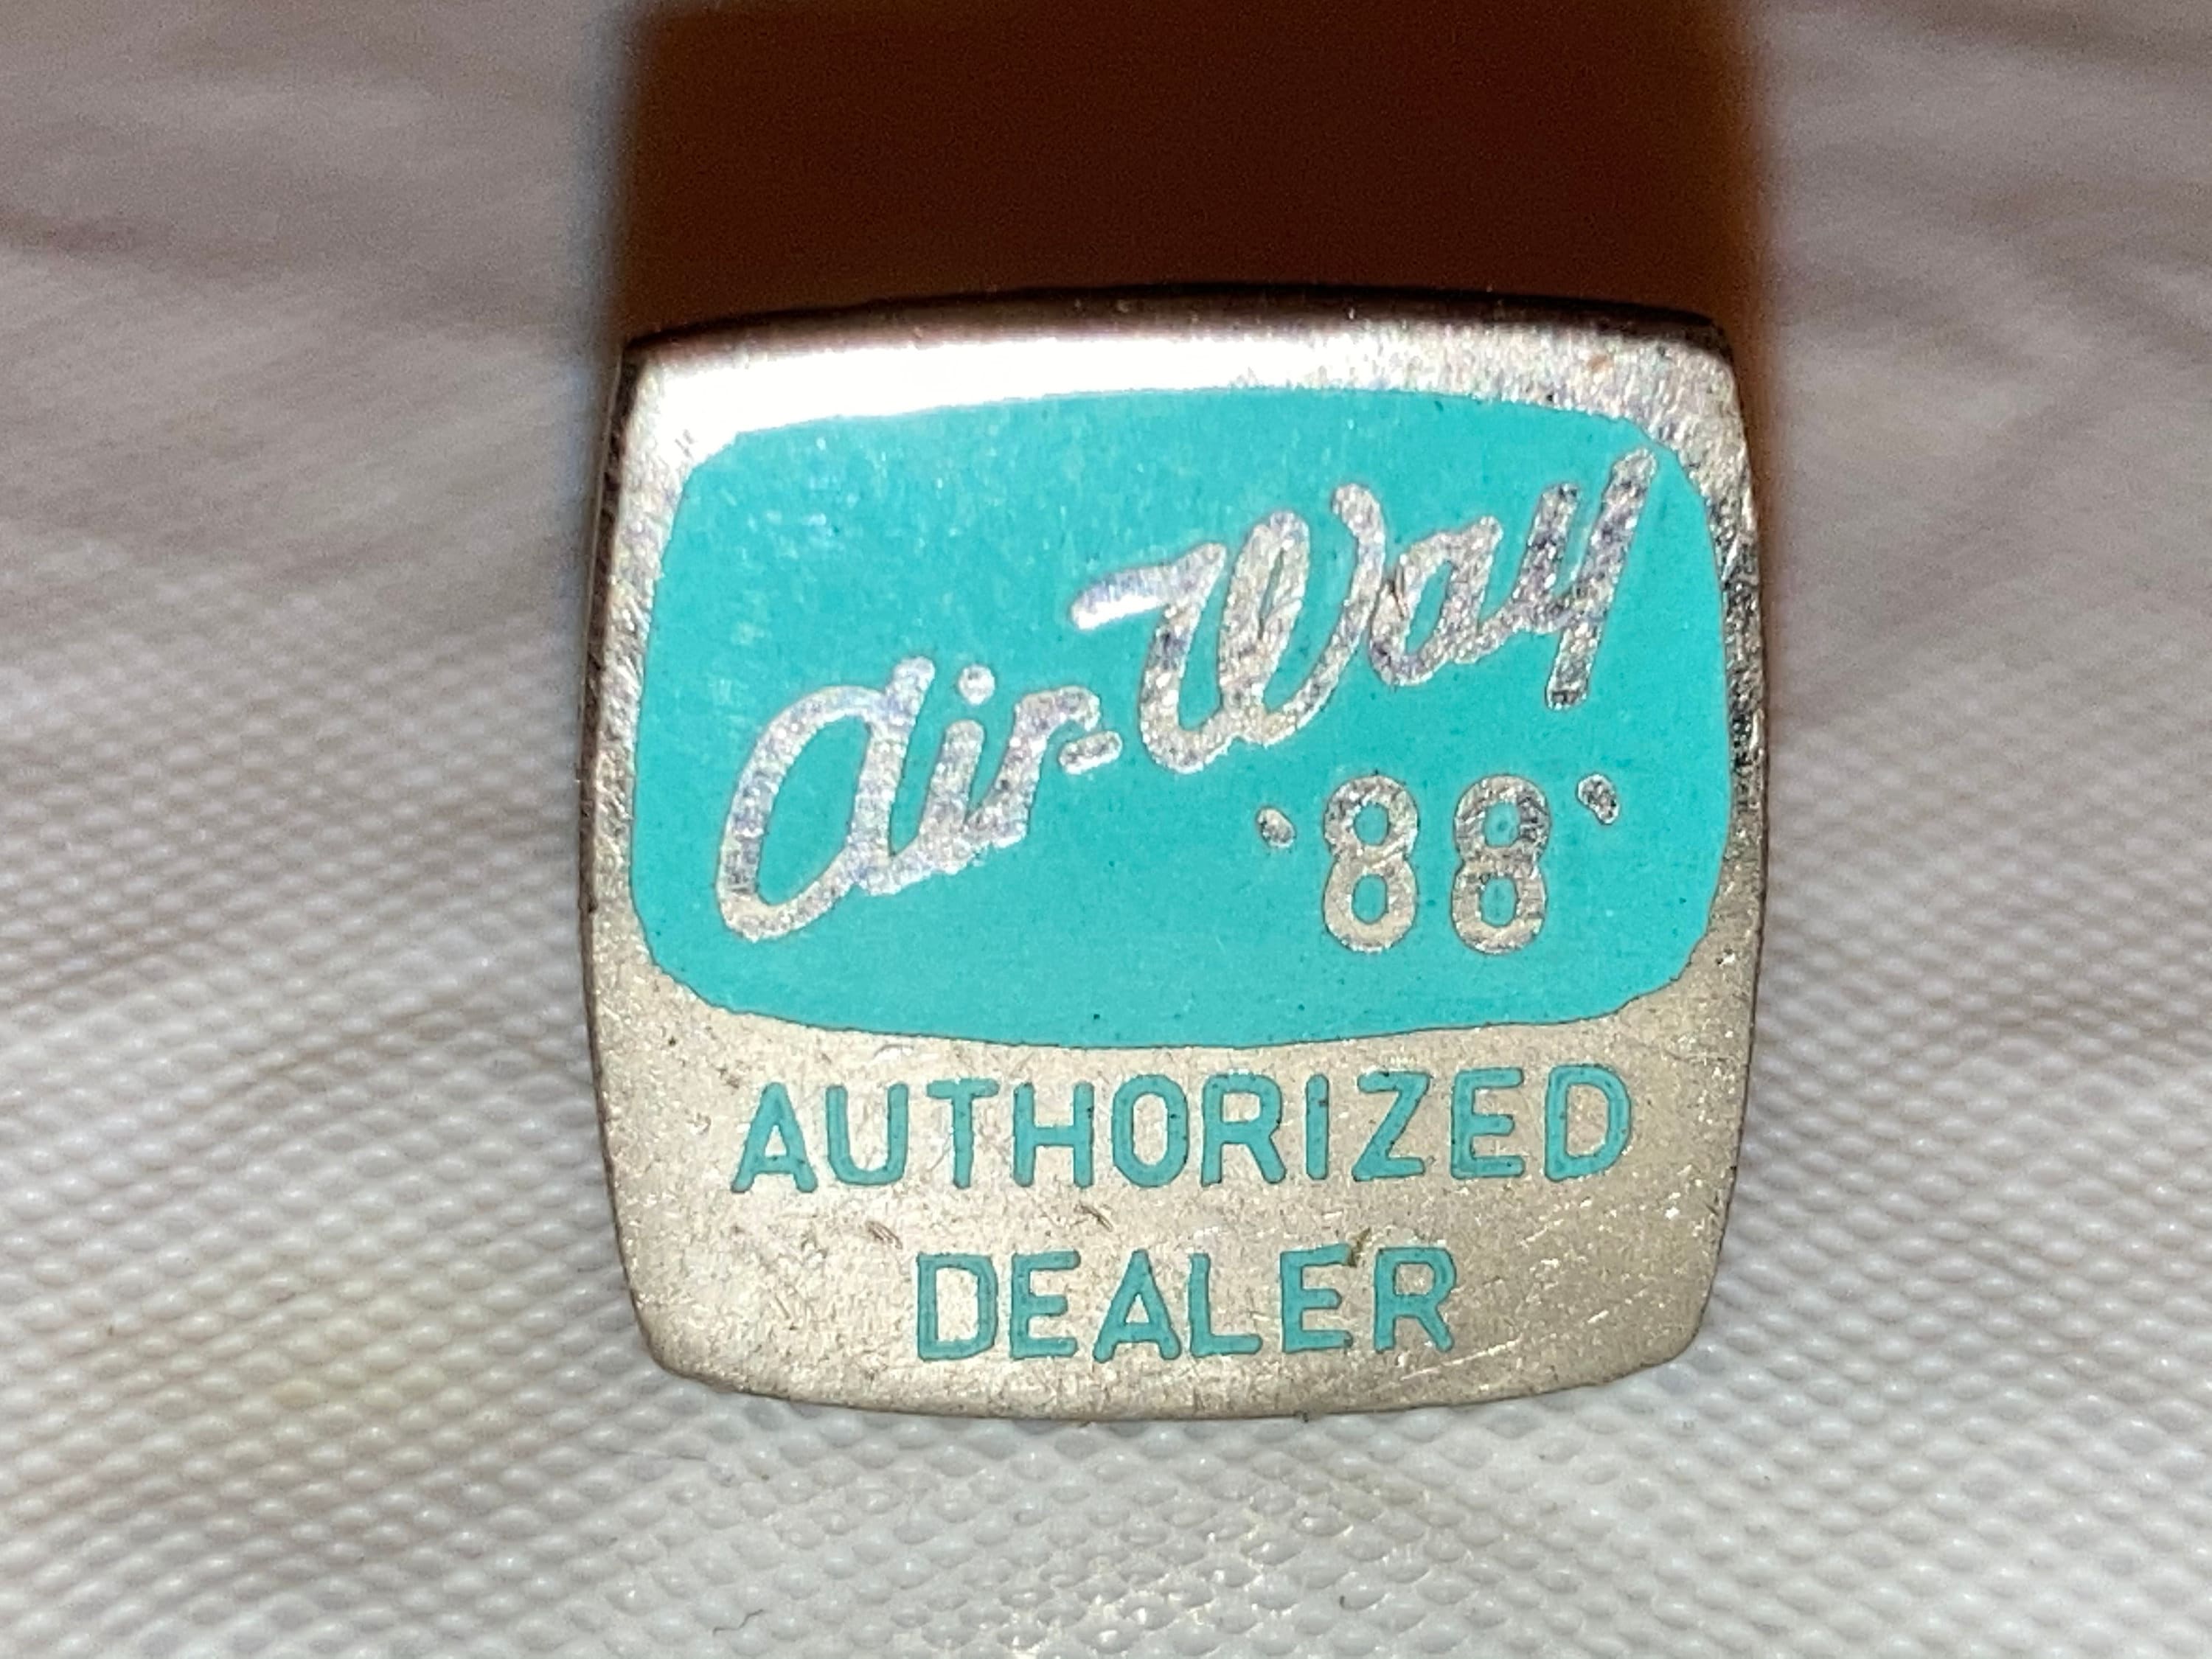 Air-Way
'88'
AUTHORIZED
DEALER